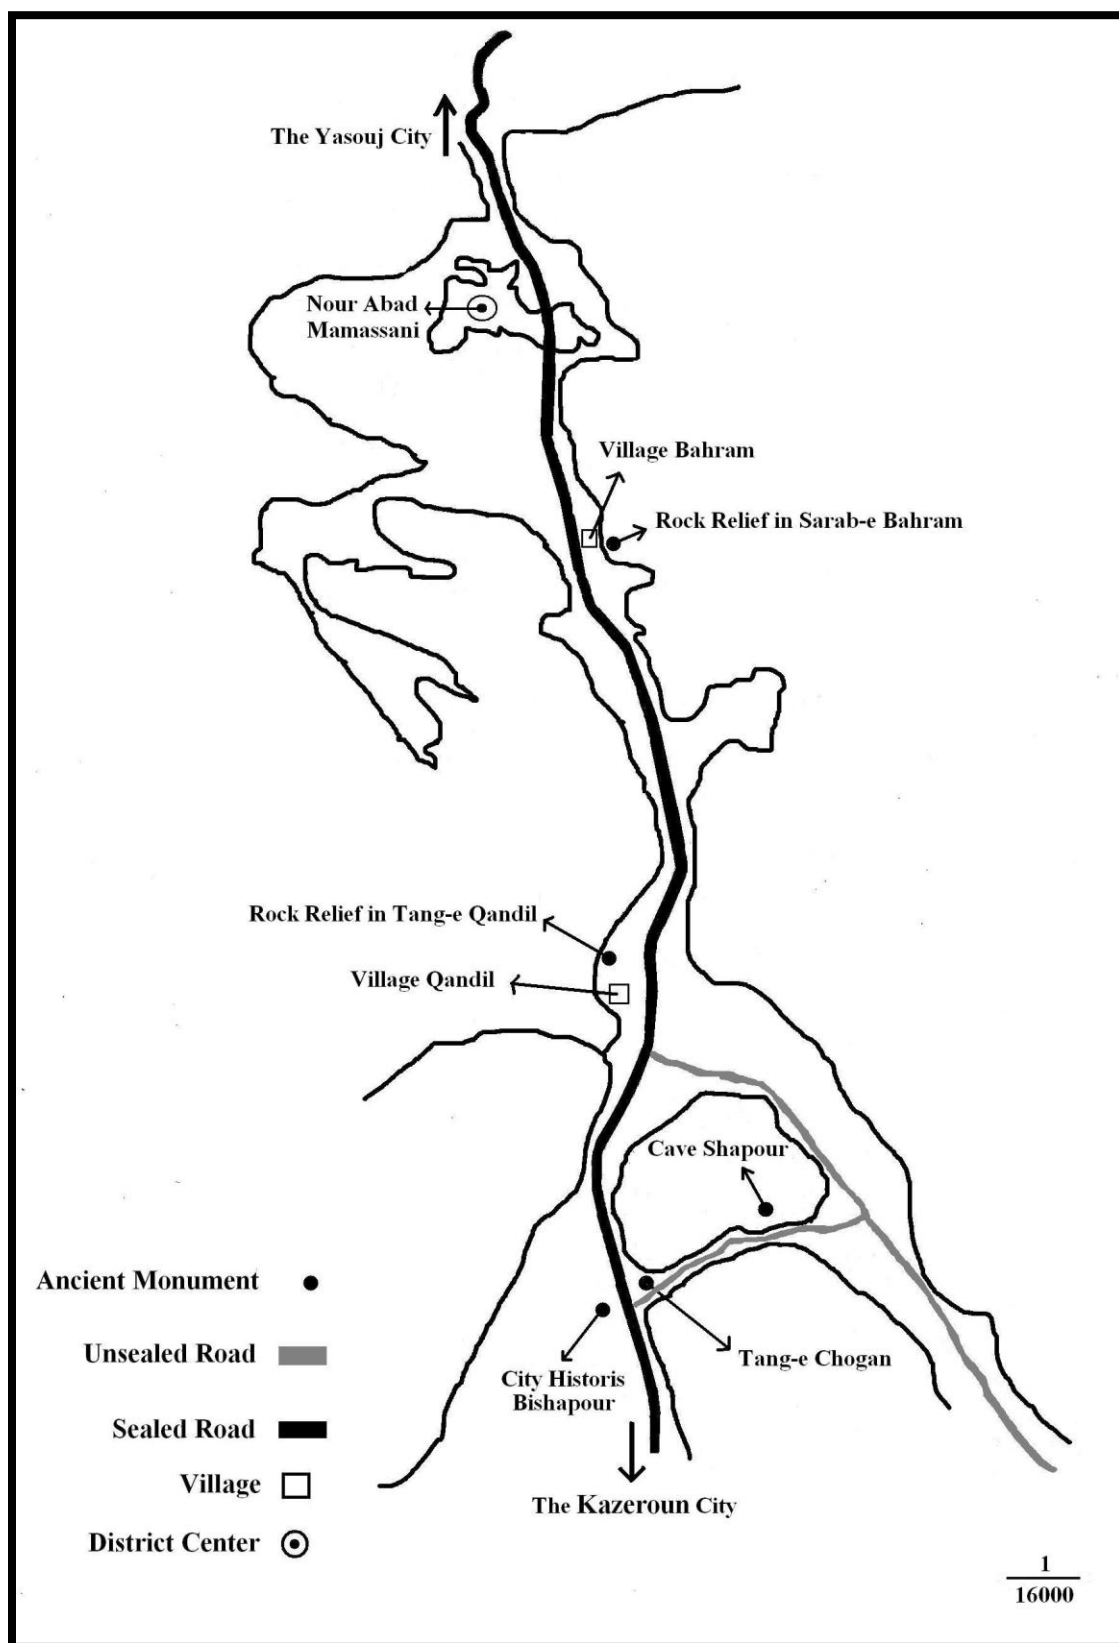 The Yasouj City
Nour Abad
Mamassani
Village Bahram
Rock Relief in Sarab-e Bahram
Rock Relief in Tang-e Qandil
Village Qandil
Cave Shapour
Ancient Monument
Unsealed Road
Tang-e Chogan
City Historis
Bishapour
Sealed Road
Village
The Kazeroun City
District Center
1
16000